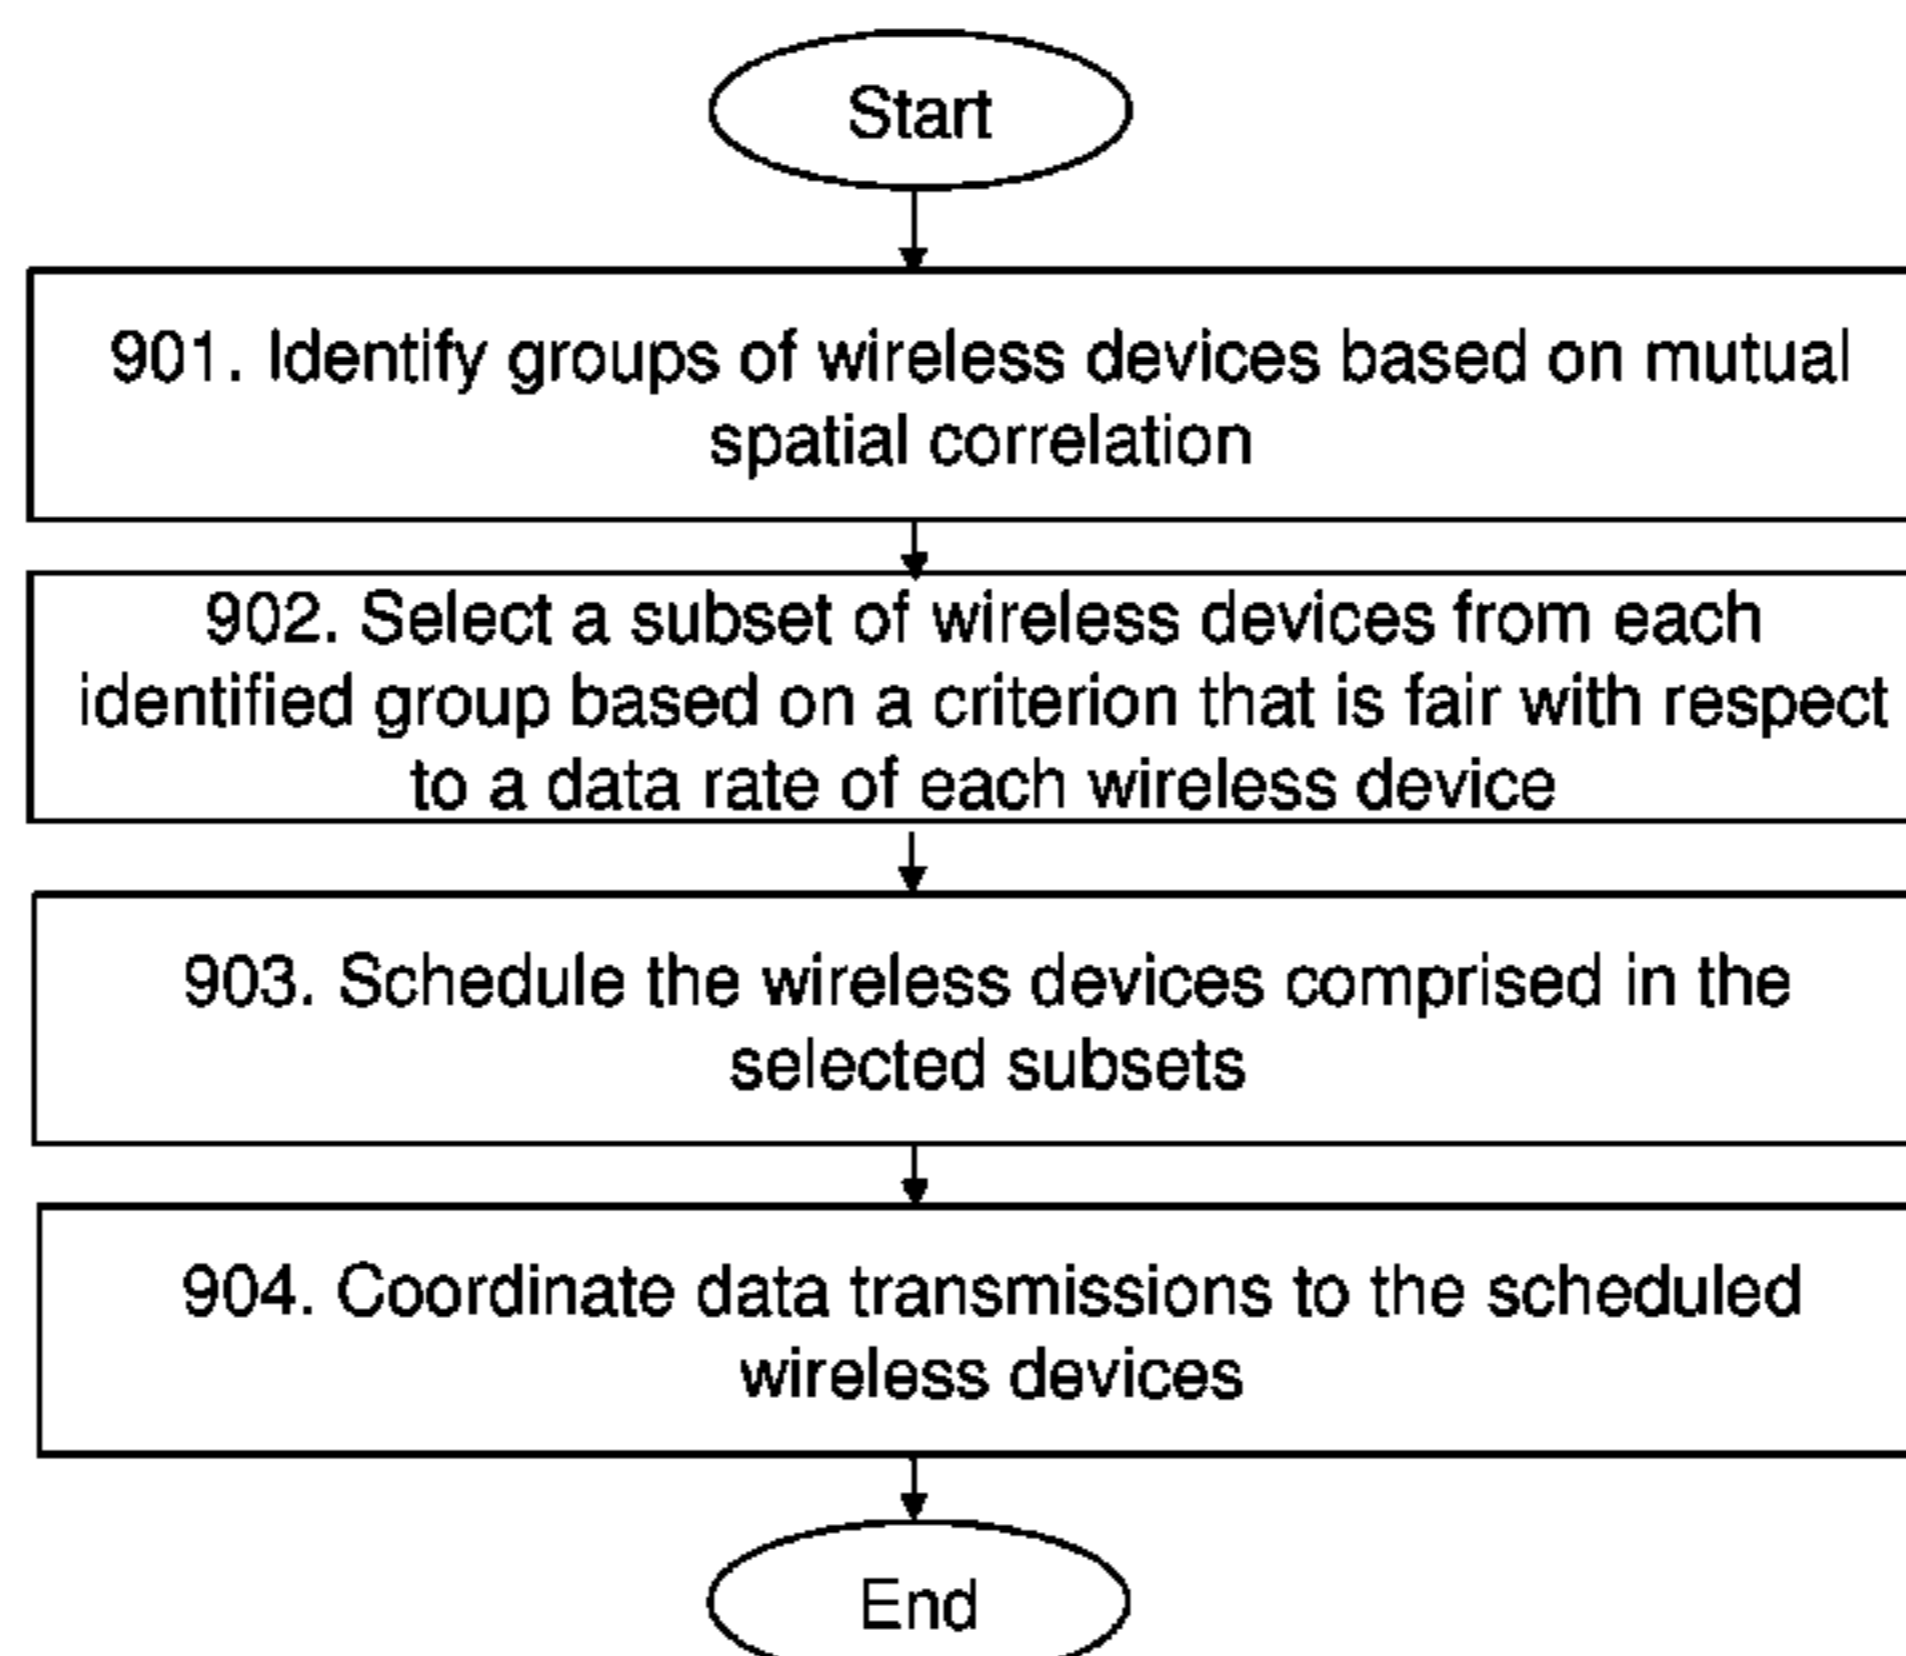 Start
901. Identify groups of wireless devices based on mutual
spatial correlation
902. Select a subset of wireless devices from each
identified group based on a criterion that is fair with respect
to a data rate of each wireless device
903. Schedule the wireless devices comprised in the
selected subsets
904. Coordinate data transmissions to the scheduled
wireless devices
End